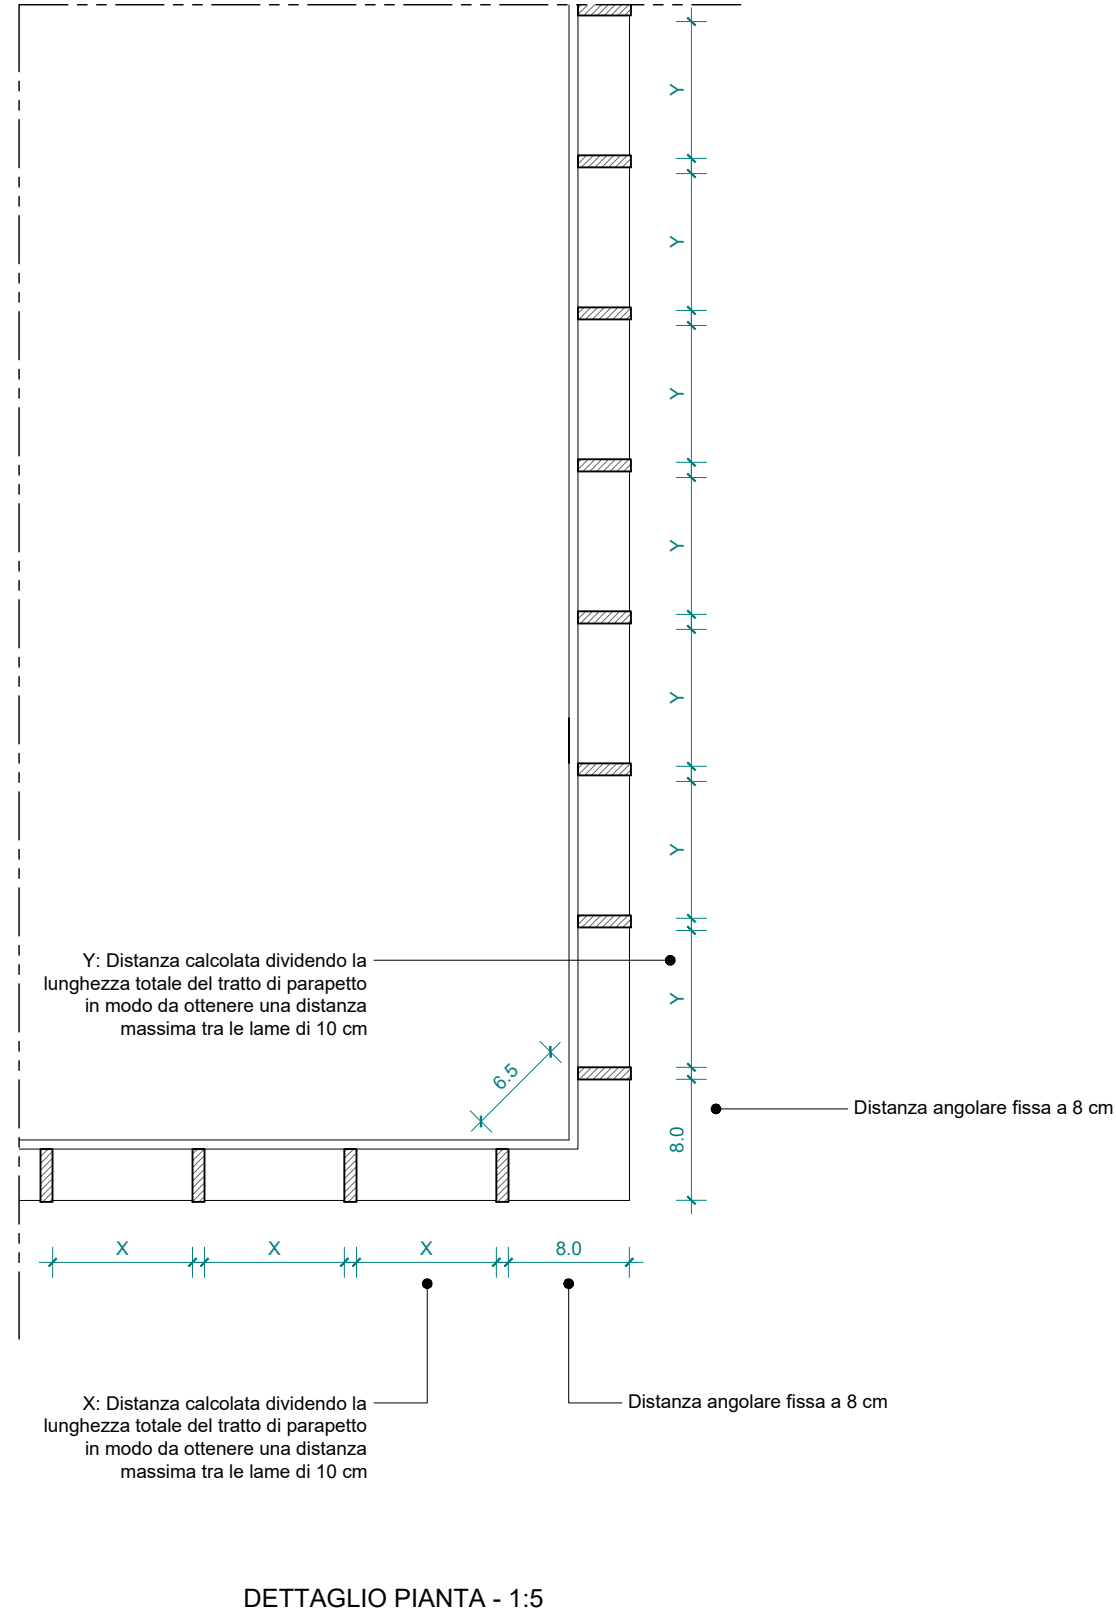 Y
Y
Y
Y
Y
Y
Y: Distanza calcolata dividendo la
lunghezza totale del tratto di parapetto
in modo da ottenere una distanza
massima tra le lame di 10 cm
Y
6.5
Distanza angolare fissa a 8 cm
8.0
X
X
X
8.0
X: Distanza calcolata dividendo la
lunghezza totale del tratto di parapetto
in modo da ottenere una distanza
massima tra le lame di 10 cm
Distanza angolare fissa a 8 cm
DETTAGLIO PIANTA - 1:5